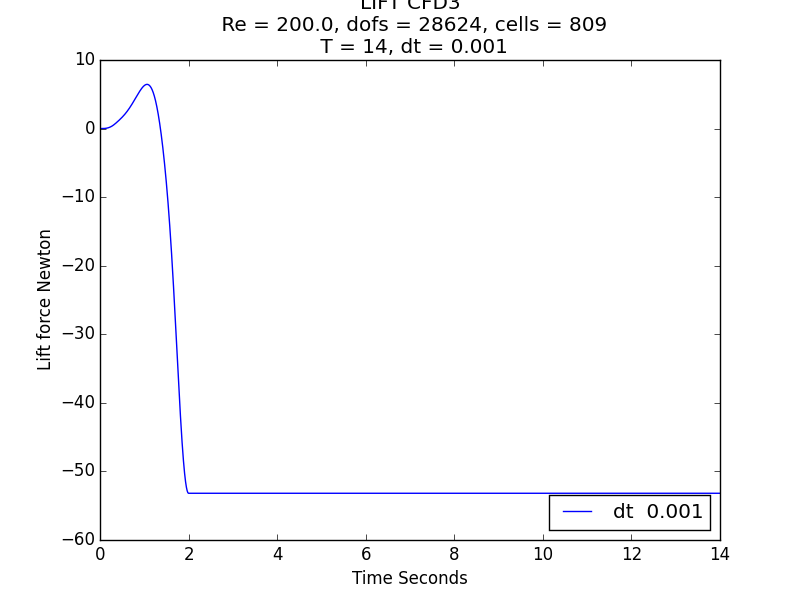 LIFT CFD3
Re = 200.0, dofs = 28624, cells = 809
T = 14, dt = 0.001
10
0
−10
−20
−30
−40
−50
−60
Lift force Newton
dt 0.001
0 2 4 6 8 10 12 14
Time Seconds